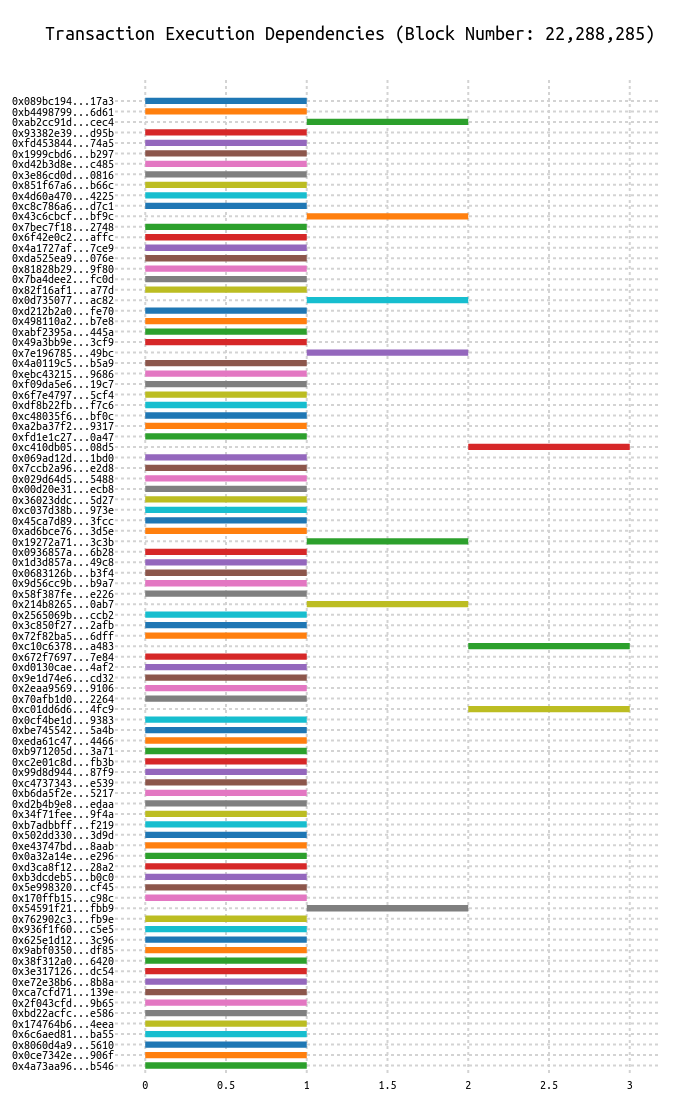 Transaction Execution Dependencies (Block Number: 22,288,285)
0x089bc194...17a3
0xb4498799...6d61
0xab2cc91d...cec4
0x93382e39...d95b
0xfd453844...74a5
0x1999cbd6...b297
0xd42b3d8e...c485
0x3e86cd0d...0816
0x851f67a6...b66c
0x4d60a470...4225
0xc8c786a6...d7c1
0x43c6cbcf...bf9c
0x7bec7f18...2748
0x6f42e0c2...affc
0x4a1727af...7ce9
0xda525ea9...076e
0x81828b29...9f80
0x7ba4dee2...fc0d
0x82f16af1...a77d
0x0d735077...ac82
0xd212b2a0...fe70
0x498110a2...b7e8
0xabf2395a...445a
0x49a3bb9e...3cf9
0x7e196785...49bc
0x4a0119c5...b5a9
0xebc43215...9686
0xf09da5e6...19c7
0x6f7e4797...5cf4
0xdf8b22fb...f7c6
0xc48035f6...bf0c
0xa2ba37f2...9317
0xfd1e1c27...0a47
0xc410db05...08d5
0x069ad12d...1bd0
0x7ccb2a96...e2d8
0x029d64d5...5488
0x00d20e31...ecb8
0x36023ddc...5d27
0xc037d38b...973e
0x45ca7d89...3fcc
0xad6bce76...3d5e
0x19272a71...3c3b
0x0936857a...6b28
0x1d3d857a...49c8
0x0683126b...b3f4
0x9d56cc9b...b9a7
0x58f387fe...e226
0x214b8265...0ab7
0x2565069b...ccb2
0x3c850f27...2afb
0x72f82ba5...6dff
0xc10c6378...a483
0x672f7697...7e84
0xd0130cae...4af2
0x9e1d74e6...cd32
0x2eaa9569...9106
0x70afb1d0...2264
0xc01dd6d6...4fc9
0x0cf4be1d...9383
0xbe745542...5a4b
0xeda61c47...4466
0xb971205d...3a71
0xc2e01c8d...fb3b
0x99d8d944...87f9
0xc4737343...e539
0xb6da5f2e...5217
0xd2b4b9e8...edaa
0x34f71fee...9f4a
0xb7adbbff...f219
0x502dd330...3d9d
0xe43747bd...8aab
0x0a32a14e...e296
0xd3ca8f12...28a2
0xb3dcdeb5...b0c0
0x5e998320...cf45
0x170ffb15...c98c
0x54591f21...fbb9
0x762902c3...fb9e
0x936f1f60...c5e5
0x625e1d12...3c96
0x9abf0350...df85
0x38f312a0...6420
0x3e317126...dc54
0xe72e38b6...8b8a
0xca7cfd71...139e
0x2f043cfd...9b65
0xbd22acfc...e586
0x174764b6...4eea
0x6c6aed81...ba55
0x8060d4a9...5610
0x0ce7342e...906f
0x4a73aa96...b546
0 0.5 1 1.5 2 2.5 3